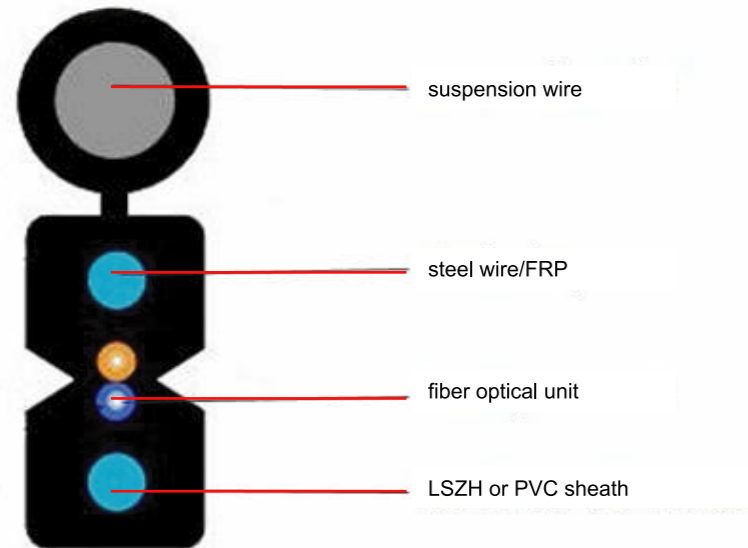 suspension wire
steel wire/FRP
fiber optical unit
LSZH or PVC sheath